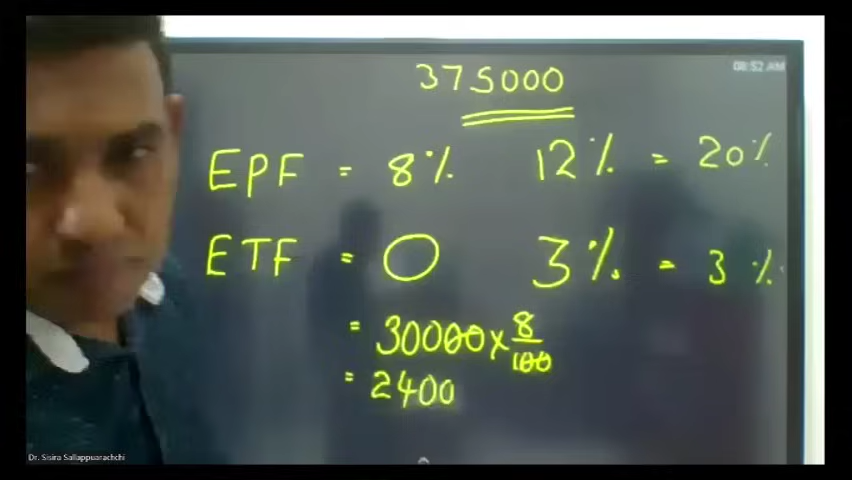 375000
08:52 AM
EPF = 8% 12% = 20%
ETF = 0 3% = 3%
= 30000 × 8/100
= 2400
Dr. Sisira Sallappuarachchi